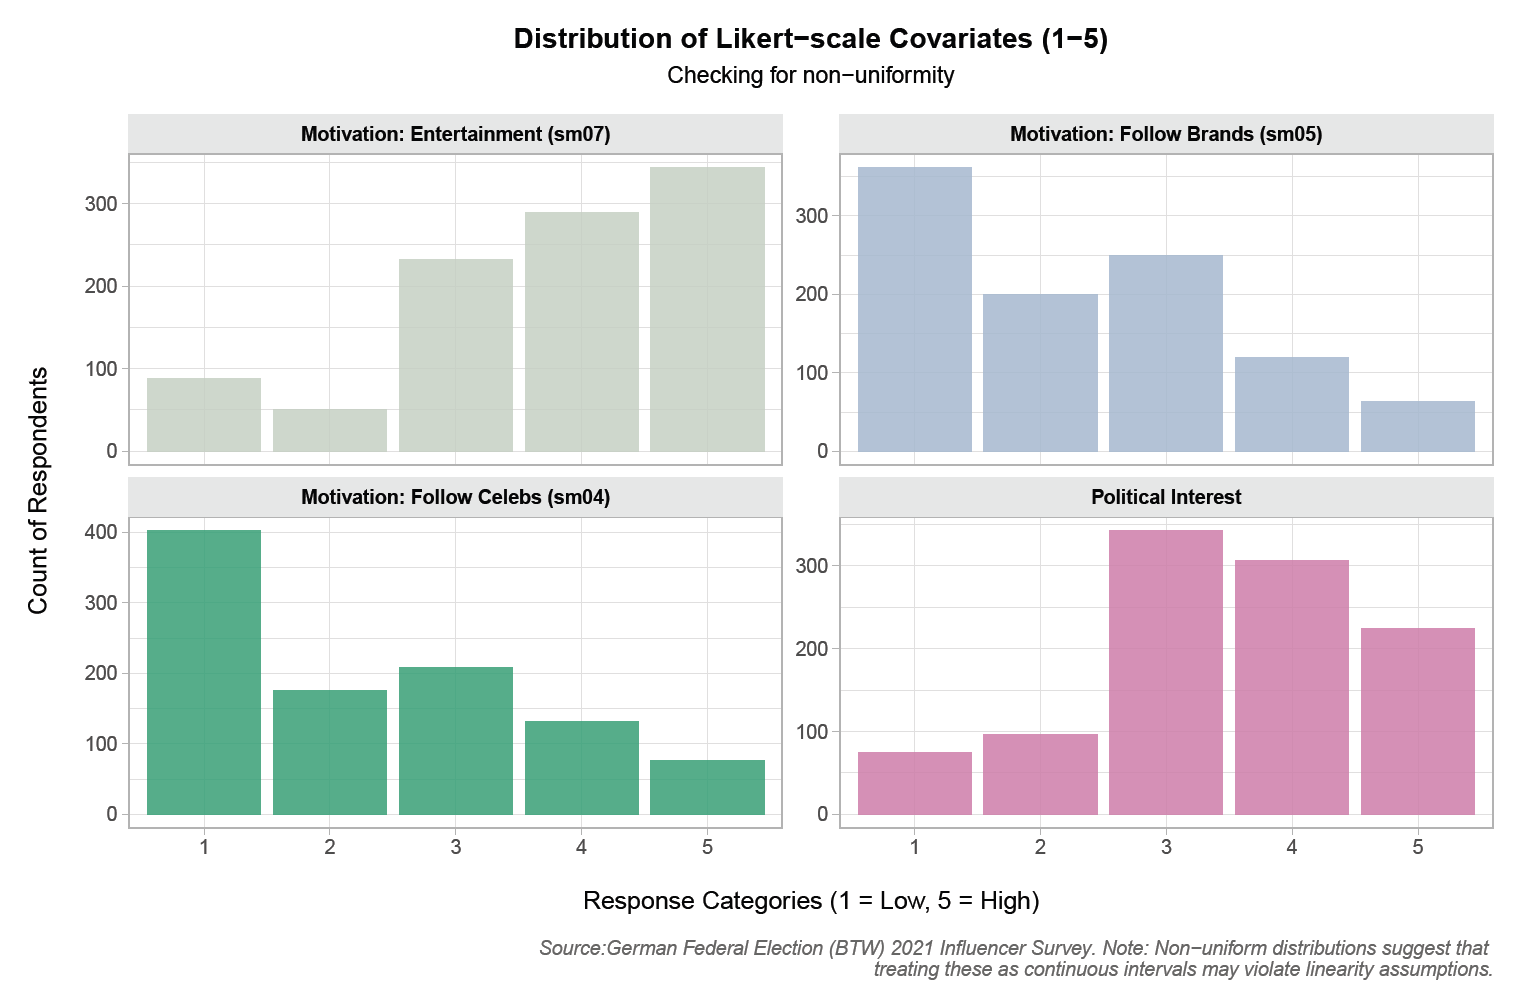 Distribution of Likert−scale Covariates (1−5)
Checking for non−uniformity
Motivation: Entertainment (sm07)
Motivation: Follow Brands (sm05)
300
200
100
0
300
200
100
0
Motivation: Follow Celebs (sm04)
Political Interest
400
300
200
100
0
300
200
100
0
1 2 3 4 5
1 2 3 4 5
Count of Respondents
Response Categories (1 = Low, 5 = High)
Source:German Federal Election (BTW) 2021 Influencer Survey. Note: Non−uniform distributions suggest that
treating these as continuous intervals may violate linearity assumptions.